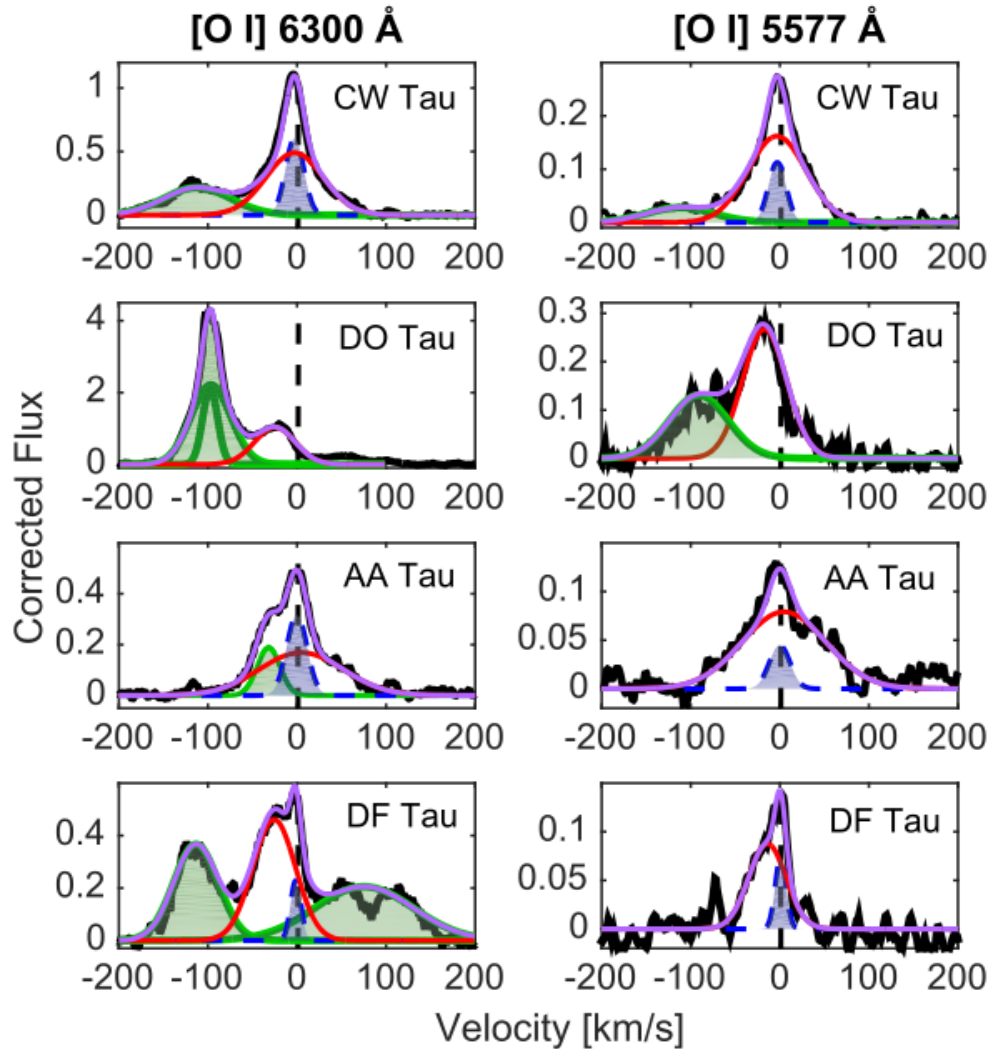 [O I] 6300 Å
[O I] 5577 Å
1
0.5
0
CW Tau
-200 -100 0 100 200
0.2
0.1
0
CW Tau
-200 -100 0 100 200
4
2
0
DO Tau
-200 -100 0 100 200
0.3
0.2
0.1
0
DO Tau
-200 -100 0 100 200
Corrected Flux
0.4
0.2
0
AA Tau
-200 -100 0 100 200
0.1
0.05
0
AA Tau
-200 -100 0 100 200
0.4
0.2
0
DF Tau
-200 -100 0 100 200
0.1
0.05
0
DF Tau
-200 -100 0 100 200
Velocity [km/s]